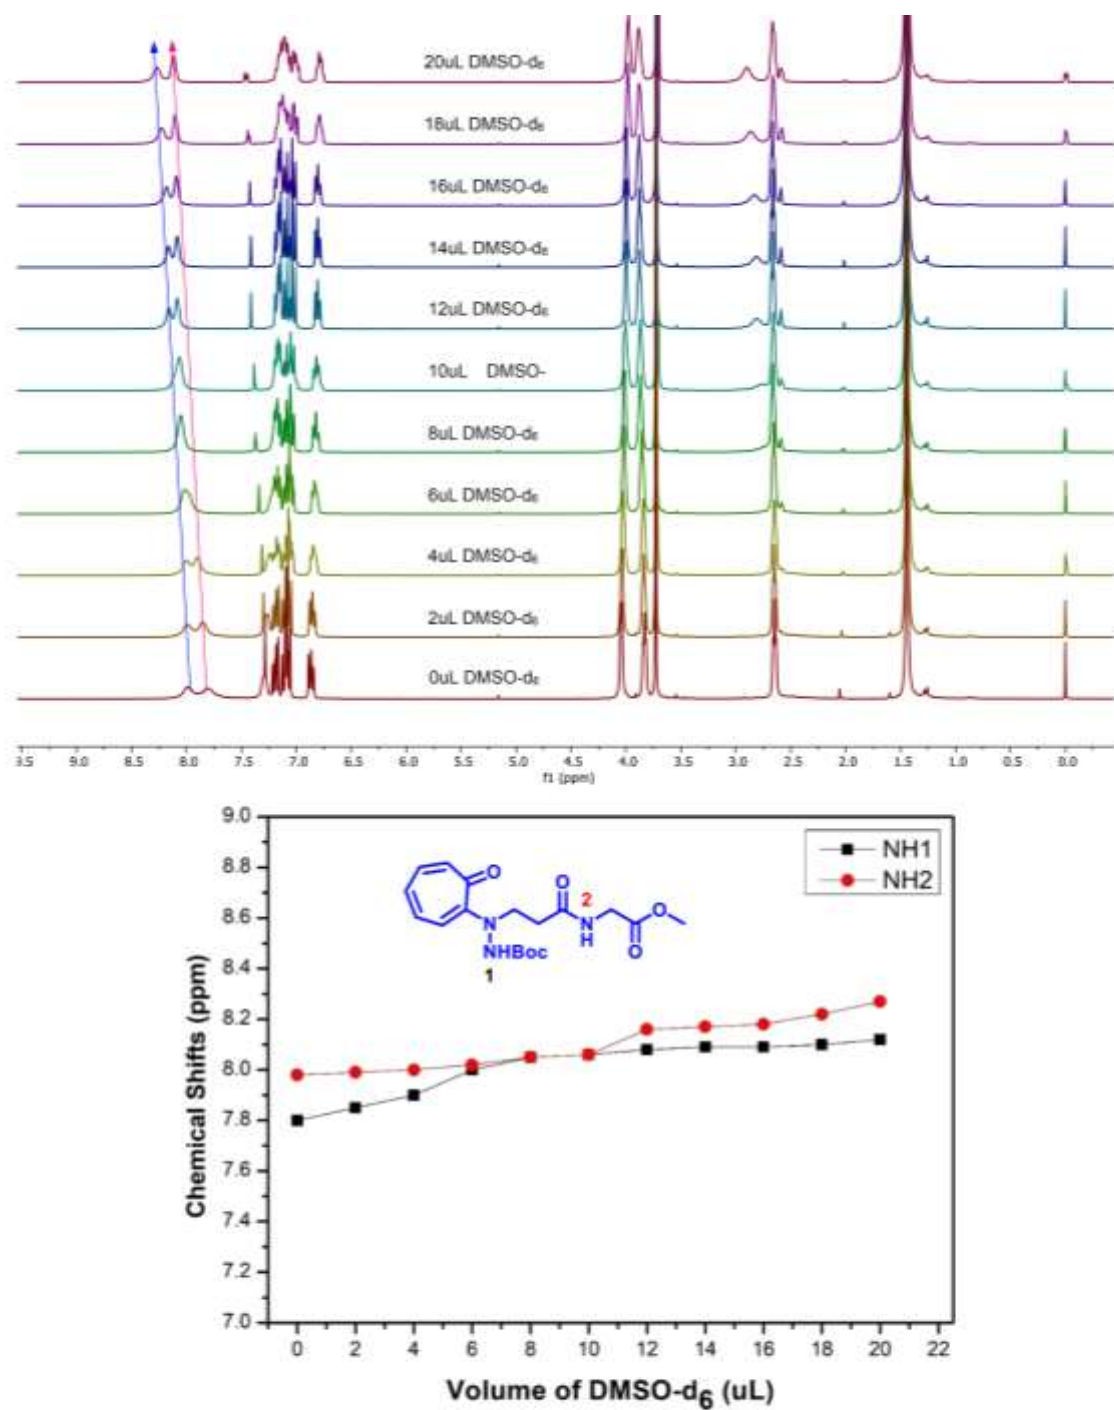 20uL DMSO-d₆
18uL DMSO-d₆
16uL DMSO-d₆
14uL DMSO-d₆
12uL DMSO-d₆
10uL DMSO-
8uL DMSO-d₆
6uL DMSO-d₆
4uL DMSO-d₆
2uL DMSO-d₆
0uL DMSO-d₆
9.5 9.0 8.5 8.0 7.5 7.0 6.5 6.0 5.5 5.0 4.5 4.0 3.5 3.0 2.5 2.0 1.5 1.0 0.5 0.0
f1 (ppm)
9.0
8.8
8.6
8.4
8.2
8.0
7.8
7.6
7.4
7.2
7.0
Chemical Shifts (ppm)
NH1
NH2
O
O
2
O
N
N
H
O
NHBoc
1
0 2 4 6 8 10 12 14 16 18 20 22
Volume of DMSO-d₆ (uL)